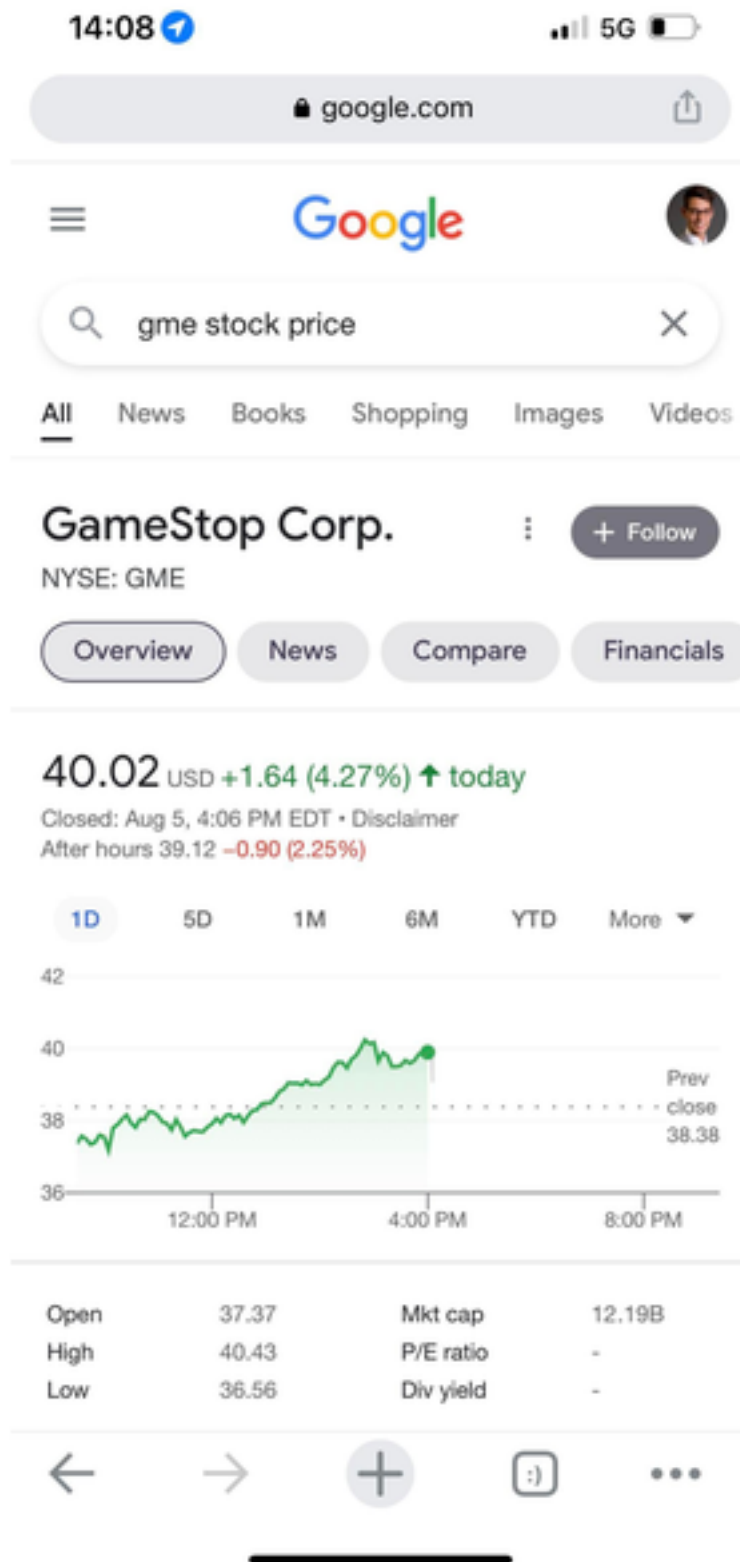 14:08 5G
google.com
Google
gme stock price
All News Books Shopping Images Videos
GameStop Corp. + Follow
NYSE: GME
Overview News Compare Financials
40.02 USD +1.64 (4.27%) ↑ today
Closed: Aug 5, 4:06 PM EDT • Disclaimer
After hours 39.12 −0.90 (2.25%)
1D 5D 1M 6M YTD More
42
40
Prev
close
38.38
38
36
12:00 PM 4:00 PM 8:00 PM
Open 37.37 Mkt cap 12.19B
High 40.43 P/E ratio -
Low 36.56 Div yield -
:)